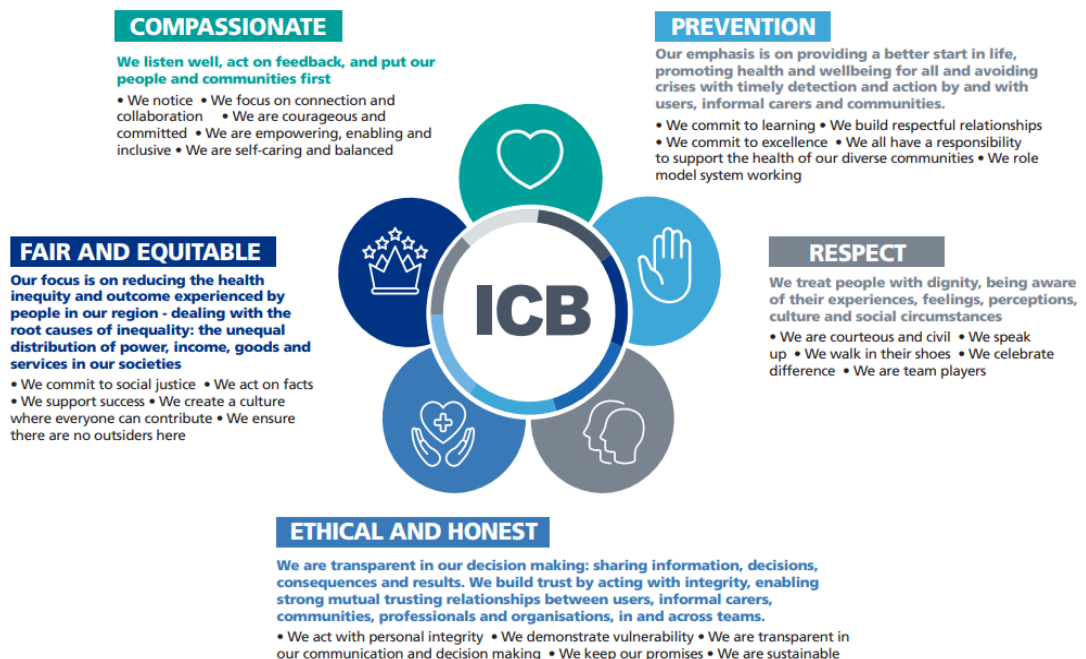 COMPASSIONATE
We listen well, act on feedback, and put our
people and communities first
• We notice • We focus on connection and
collaboration • We are courageous and
committed • We are empowering, enabling and
inclusive • We are self-caring and balanced
PREVENTION
Our emphasis is on providing a better start in life,
promoting health and wellbeing for all and avoiding
crises with timely detection and action by and with
users, informal carers and communities.
• We commit to learning • We build respectful relationships
• We commit to excellence • We all have a responsibility
to support the health of our diverse communities • We role
model system working
FAIR AND EQUITABLE
Our focus is on reducing the health
inequity and outcome experienced by
people in our region - dealing with the
root causes of inequality: the unequal
distribution of power, income, goods and
services in our societies
• We commit to social justice • We act on facts
• We support success • We create a culture
where everyone can contribute • We ensure
there are no outsiders here
ICB
RESPECT
We treat people with dignity, being aware
of their experiences, feelings, perceptions,
culture and social circumstances
• We are courteous and civil • We speak
up • We walk in their shoes • We celebrate
difference • We are team players
ETHICAL AND HONEST
We are transparent in our decision making: sharing information, decisions,
consequences and results. We build trust by acting with integrity, enabling
strong mutual trusting relationships between users, informal carers,
communities, professionals and organisations, in and across teams.
• We act with personal integrity • We demonstrate vulnerability • We are transparent in
our communication and decision making • We keep our promises • We are sustainable